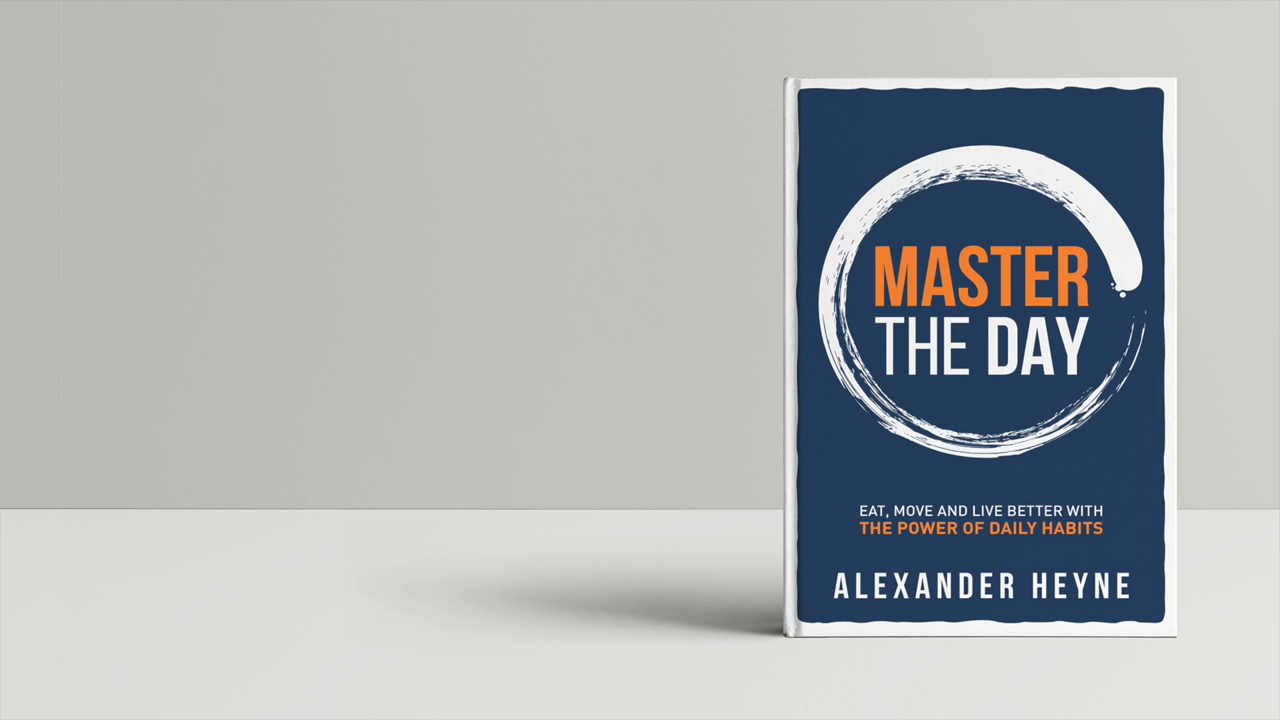 MASTER
THE DAY
EAT, MOVE AND LIVE BETTER WITH
THE POWER OF DAILY HABITS
ALEXANDER HEYNE